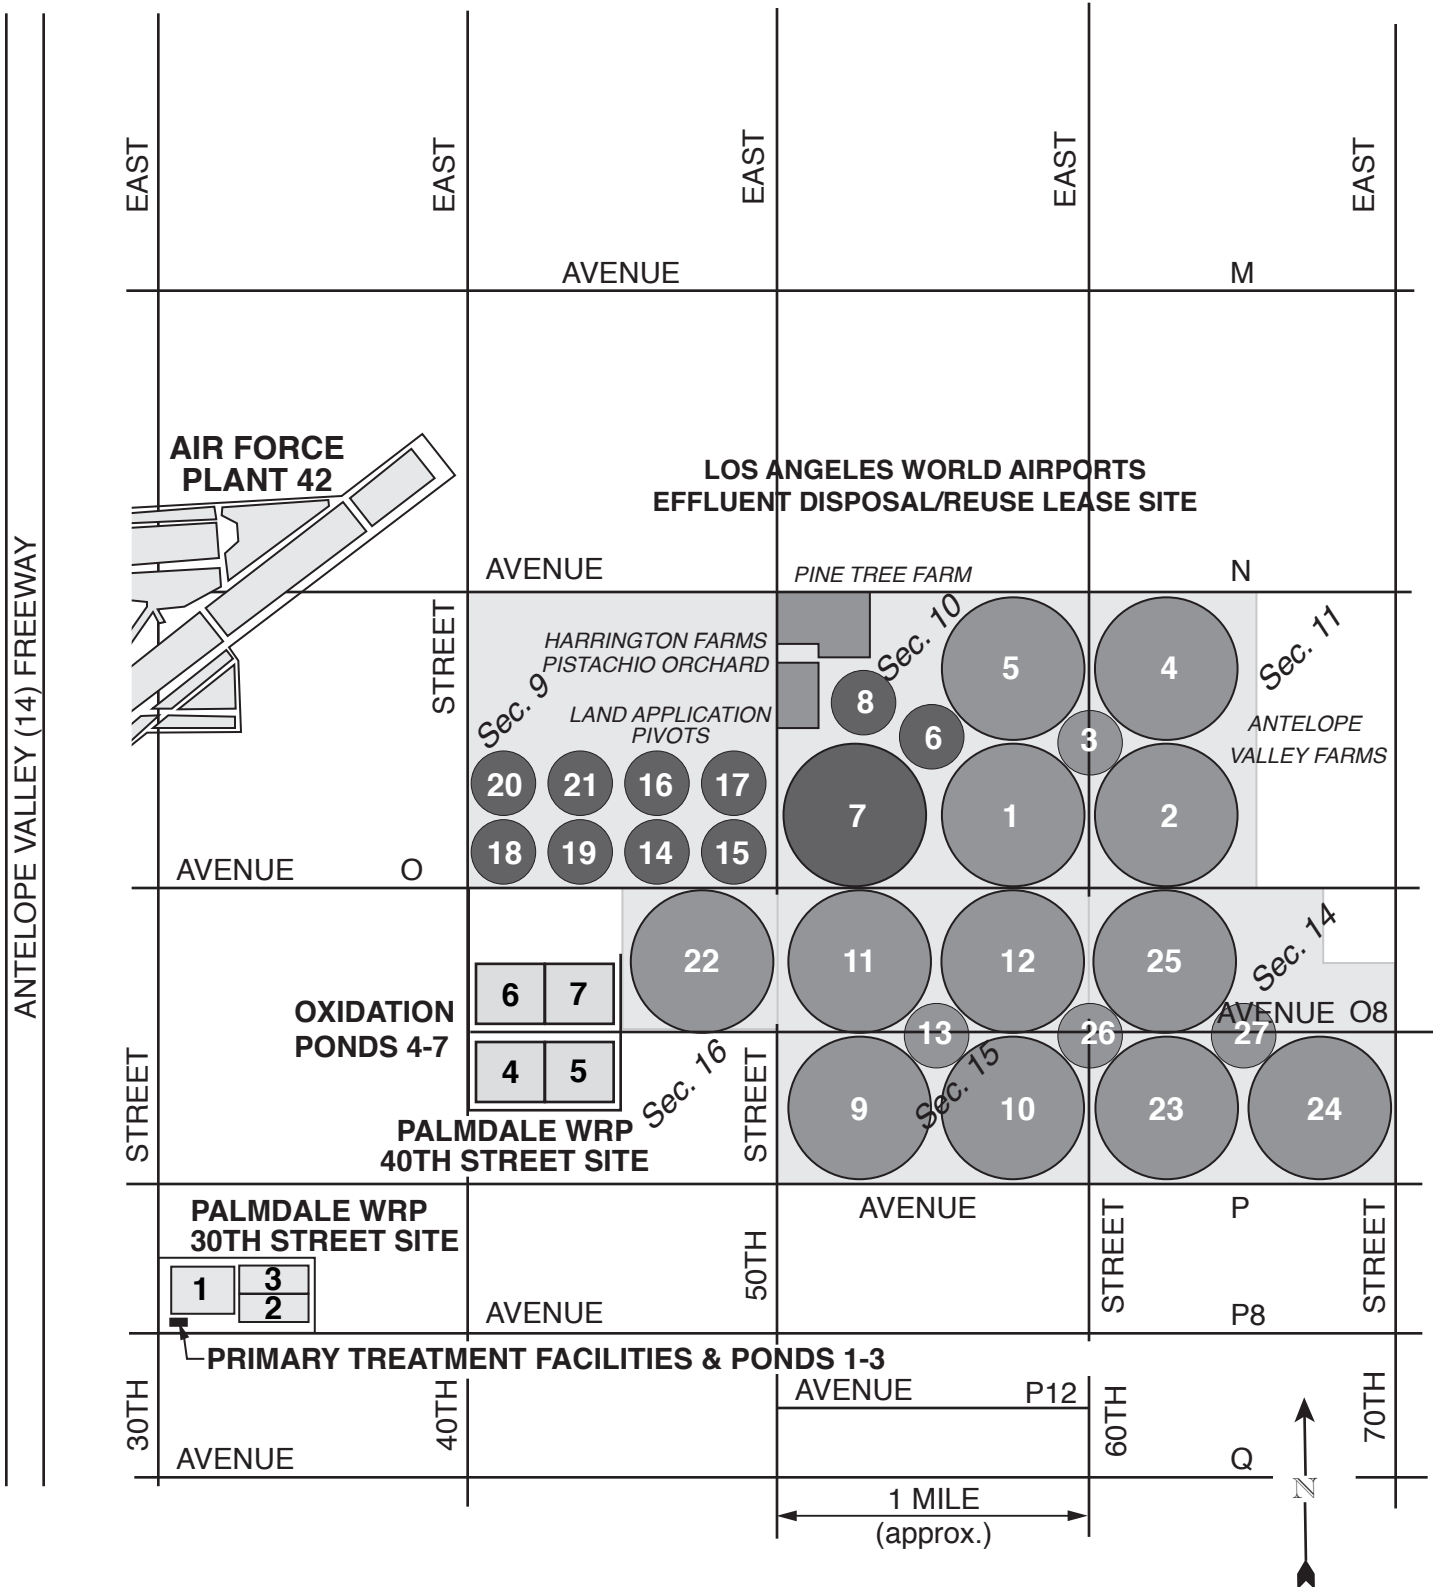 EAST
EAST
EAST
EAST
EAST
AVENUE M
AIR FORCE
PLANT 42
LOS ANGELES WORLD AIRPORTS
EFFLUENT DISPOSAL/REUSE LEASE SITE
ANTELOPE VALLEY (14) FREEWAY
AVENUE N
PINE TREE FARM
STREET
HARRINGTON FARMS
PISTACHIO ORCHARD
Sec. 9
Sec. 10
Sec. 11
LAND APPLICATION
PIVOTS
5
4
8
6
3
ANTELOPE
VALLEY FARMS
20
21
16
17
7
1
2
18
19
14
15
AVENUE O
22
11
12
25
Sec. 14
6
7
OXIDATION
PONDS 4-7
AVENUE O8
13
26
27
4
5
Sec. 16
Sec. 15
STREET
STREET
9
10
23
24
PALMDALE WRP
40TH STREET SITE
PALMDALE WRP
30TH STREET SITE
AVENUE P
STREET
STREET
50TH
1
3
2
AVENUE P8
PRIMARY TREATMENT FACILITIES & PONDS 1-3
AVENUE P12
30TH
40TH
60TH
70TH
AVENUE Q
N
1 MILE
(approx.)